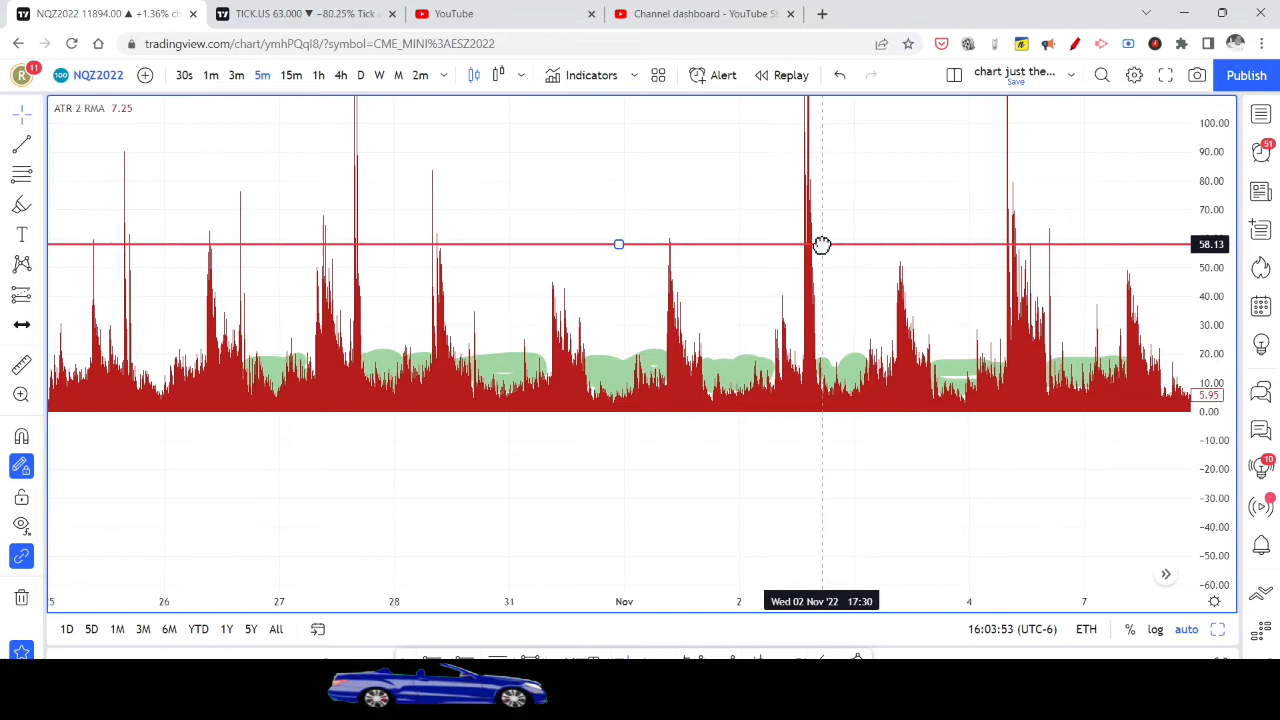 NQZ2022 11894.00 ▲ +1.36% ch
TICK.US 63.000 ▼ −80.25% Tick a
YouTube
Channel dashboard - YouTube St
tradingview.com/chart/ymhPQqI8/?symbol=CME_MINI%3AESZ2022
R 11
100 NQZ2022
30s 1m 3m 5m 15m 1h 4h D W M 2m
Indicators
Alert
Replay
chart just the...
Save
Publish
ATR 2 RMA 7.25
100.00
90.00
80.00
70.00
58.13
50.00
40.00
30.00
20.00
10.00
5.95
0.00
−10.00
−20.00
−30.00
−40.00
−50.00
−60.00
51
10
5 26 27 28 31 Nov 2 Wed 02 Nov '22 17:30 4 7
1D 5D 1M 3M 6M YTD 1Y 5Y All
16:03:53 (UTC-6) ETH % log auto